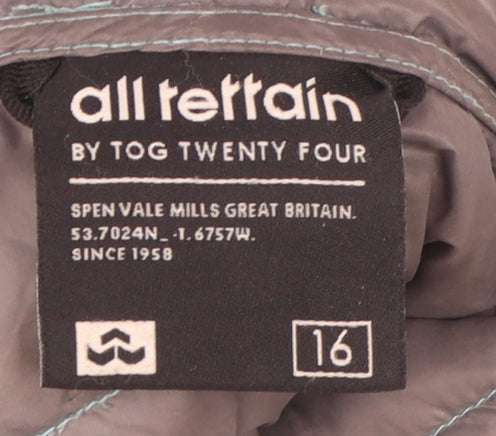 all terrain
BY TOG TWENTY FOUR
SPEN VALE MILLS GREAT BRITAIN.
53.7024N_ -1.6757W.
SINCE 1958
16